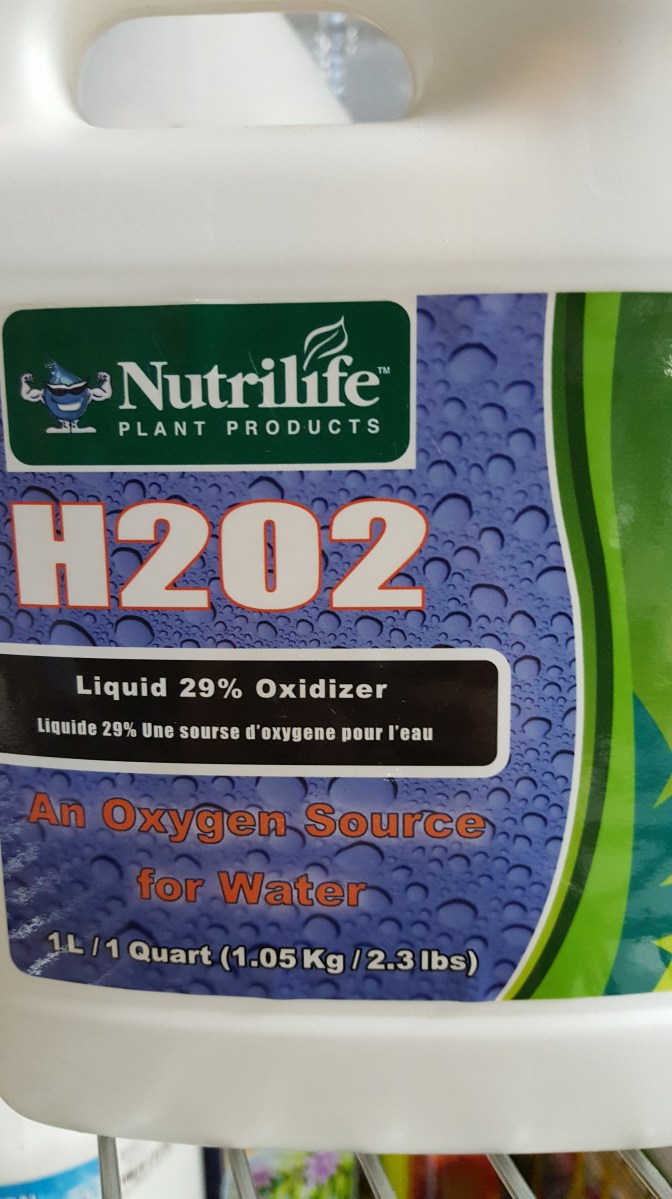 Nutrilife™
PLANT PRODUCTS
H2O2
Liquid 29% Oxidizer
Liquide 29% Une sourse d'oxygene pour l'eau
An Oxygen Source
for Water
1 L / 1 Quart (1.05 Kg / 2.3 lbs)